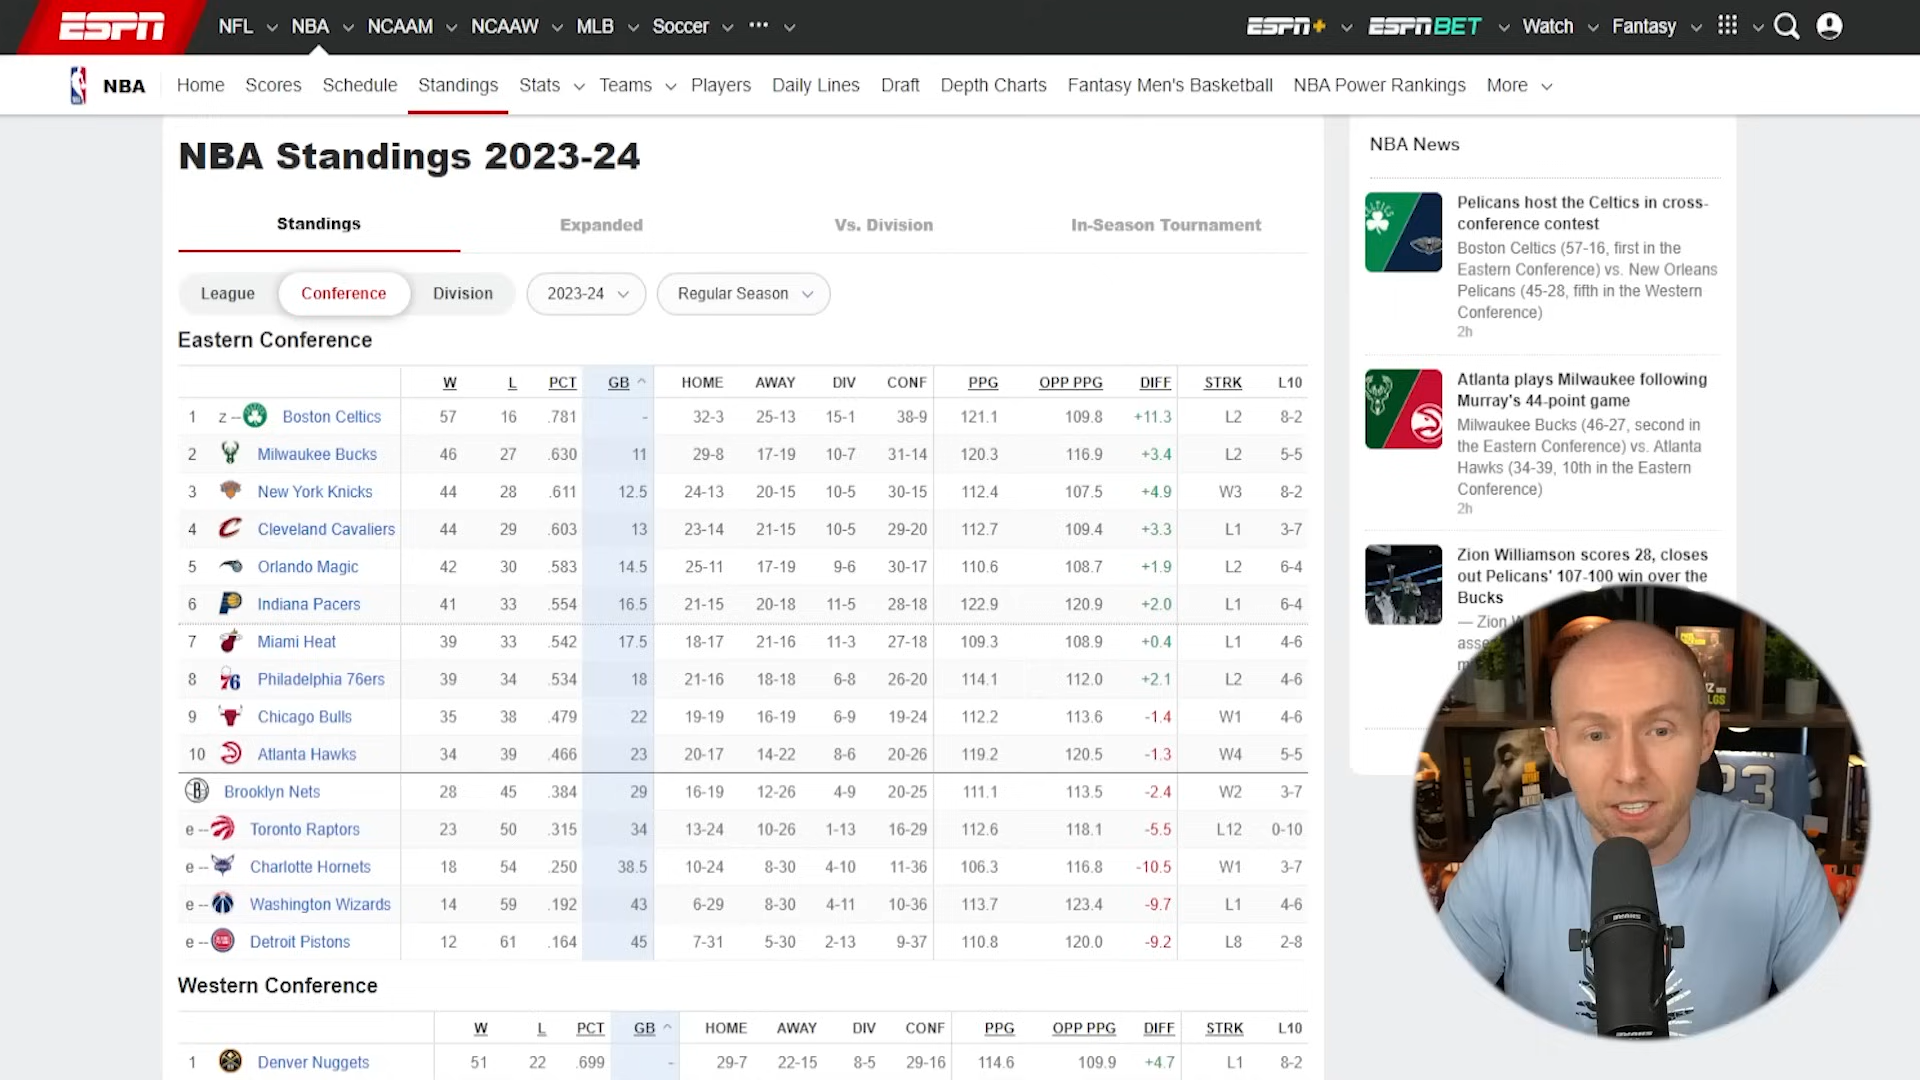 ESPN NFL NBA NCAAM NCAAW MLB Soccer ESPN+ ESPN BET Watch Fantasy
NBA Home Scores Schedule Standings Stats Teams Players Daily Lines Draft Depth Charts Fantasy Men's Basketball NBA Power Rankings More
NBA Standings 2023-24
Standings Expanded Vs. Division In-Season Tournament
League Conference Division 2023-24 Regular Season
Eastern Conference
W L PCT GB HOME AWAY DIV CONF PPG OPP PPG DIFF STRK L10
1 z -- Boston Celtics 57 16 .781 - 32-3 25-13 15-1 38-9 121.1 109.8 +11.3 L2 8-2
2 Milwaukee Bucks 46 27 .630 11 29-8 17-19 10-7 31-14 120.3 116.9 +3.4 L2 5-5
3 New York Knicks 44 28 .611 12.5 24-13 20-15 10-5 30-15 112.4 107.5 +4.9 W3 8-2
4 Cleveland Cavaliers 44 29 .603 13 23-14 21-15 10-5 29-20 112.7 109.4 +3.3 L1 3-7
5 Orlando Magic 42 30 .583 14.5 25-11 17-19 9-6 30-17 110.6 108.7 +1.9 L2 6-4
6 Indiana Pacers 41 33 .554 16.5 21-15 20-18 11-5 28-18 122.9 120.9 +2.0 L1 6-4
7 Miami Heat 39 33 .542 17.5 18-17 21-16 11-3 27-18 109.3 108.9 +0.4 L1 4-6
8 76 Philadelphia 76ers 39 34 .534 18 21-16 18-18 6-8 26-20 114.1 112.0 +2.1 L2 4-6
9 Chicago Bulls 35 38 .479 22 19-19 16-19 6-9 19-24 112.2 113.6 -1.4 W1 4-6
10 Atlanta Hawks 34 39 .466 23 20-17 14-22 8-6 20-26 119.2 120.5 -1.3 W4 5-5
B Brooklyn Nets 28 45 .384 29 16-19 12-26 4-9 20-25 111.1 113.5 -2.4 W2 3-7
e -- Toronto Raptors 23 50 .315 34 13-24 10-26 1-13 16-29 112.6 118.1 -5.5 L12 0-10
e -- Charlotte Hornets 18 54 .250 38.5 10-24 8-30 4-10 11-36 106.3 116.8 -10.5 W1 3-7
e -- Washington Wizards 14 59 .192 43 6-29 8-30 4-11 10-36 113.7 123.4 -9.7 L1 4-6
e -- Detroit Pistons 12 61 .164 45 7-31 5-30 2-13 9-37 110.8 120.0 -9.2 L8 2-8
Western Conference
W L PCT GB HOME AWAY DIV CONF PPG OPP PPG DIFF STRK L10
1 Denver Nuggets 51 22 .699 - 29-7 22-15 8-5 29-16 114.6 109.9 +4.7 L1 8-2
NBA News
CELTICS
Pelicans host the Celtics in cross-
conference contest
Boston Celtics (57-16, first in the
Eastern Conference) vs. New Orleans
Pelicans (45-28, fifth in the Western
Conference)
2h
Atlanta plays Milwaukee following
Murray's 44-point game
Milwaukee Bucks (46-27, second in
the Eastern Conference) vs. Atlanta
Hawks (34-39, 10th in the Eastern
Conference)
2h
Zion Williamson scores 28, closes
out Pelicans' 107-100 win over the
Bucks
— Zion
23